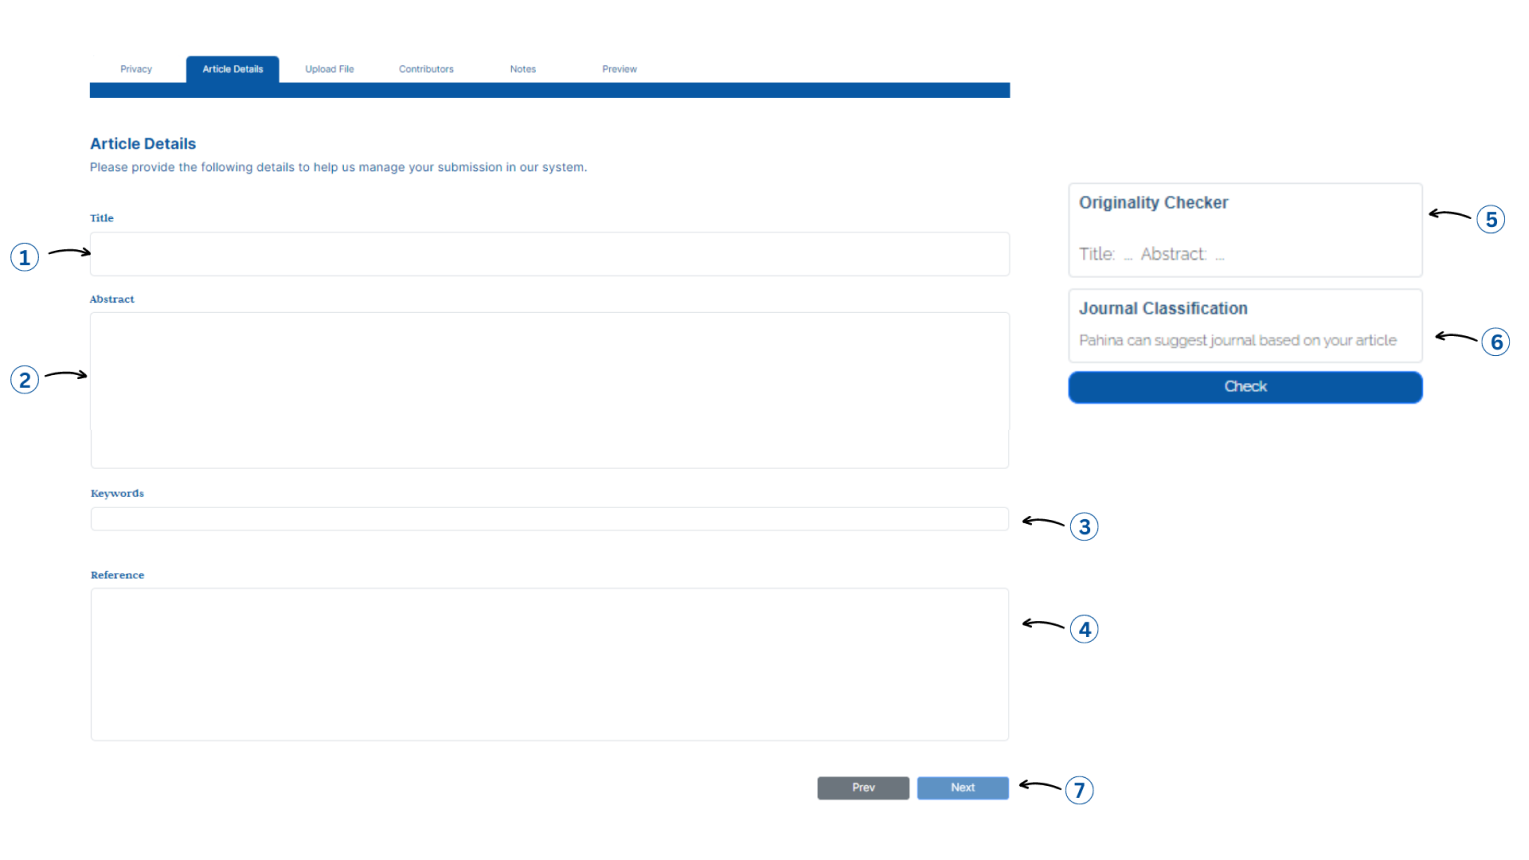 Privacy Article Details Upload File Contributors Notes Preview
Article Details
Please provide the following details to help us manage your submission in our system.
Title
1
Abstract
2
Keywords
3
Reference
4
Originality Checker
Title: ... Abstract: ...
5
Journal Classification
Pahina can suggest journal based on your article
6
Check
Prev Next
7